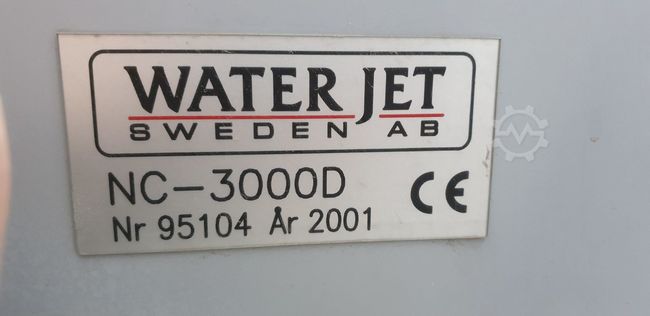 WATER JET
SWEDEN AB
NC-3000D
CE
Nr 95104 År 2001